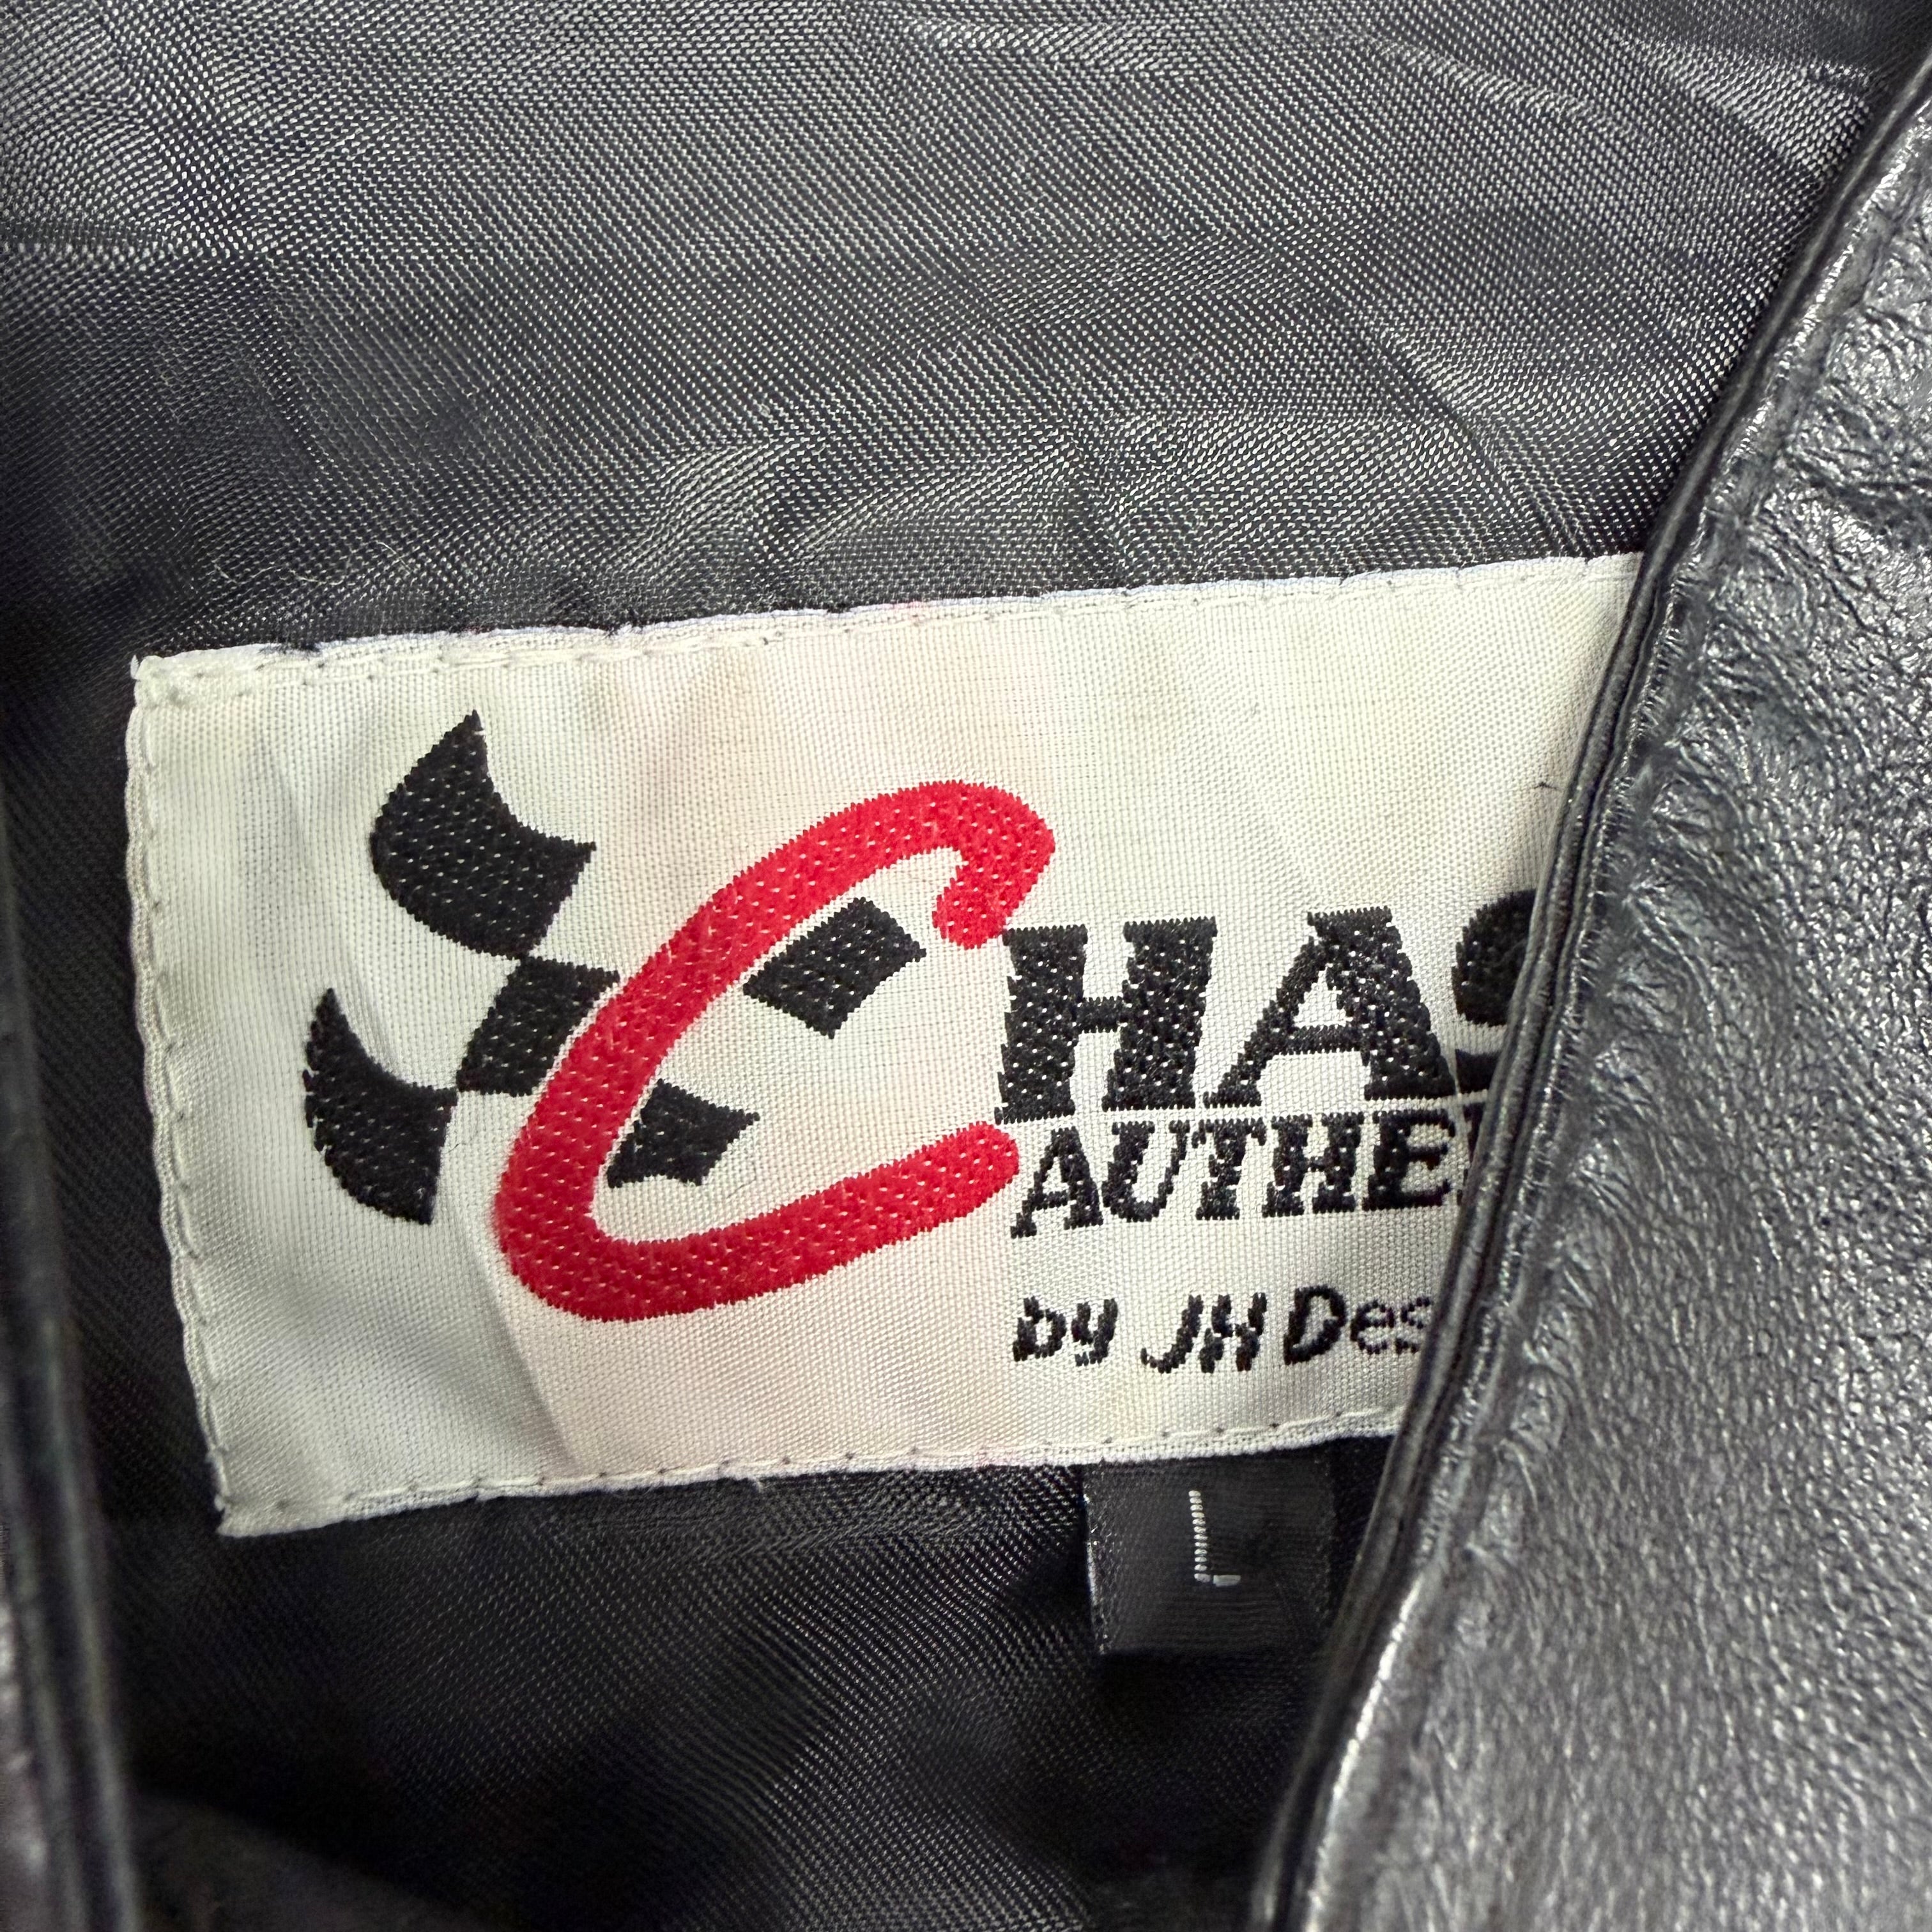 CHAS
AUTHE
by JH Des
L